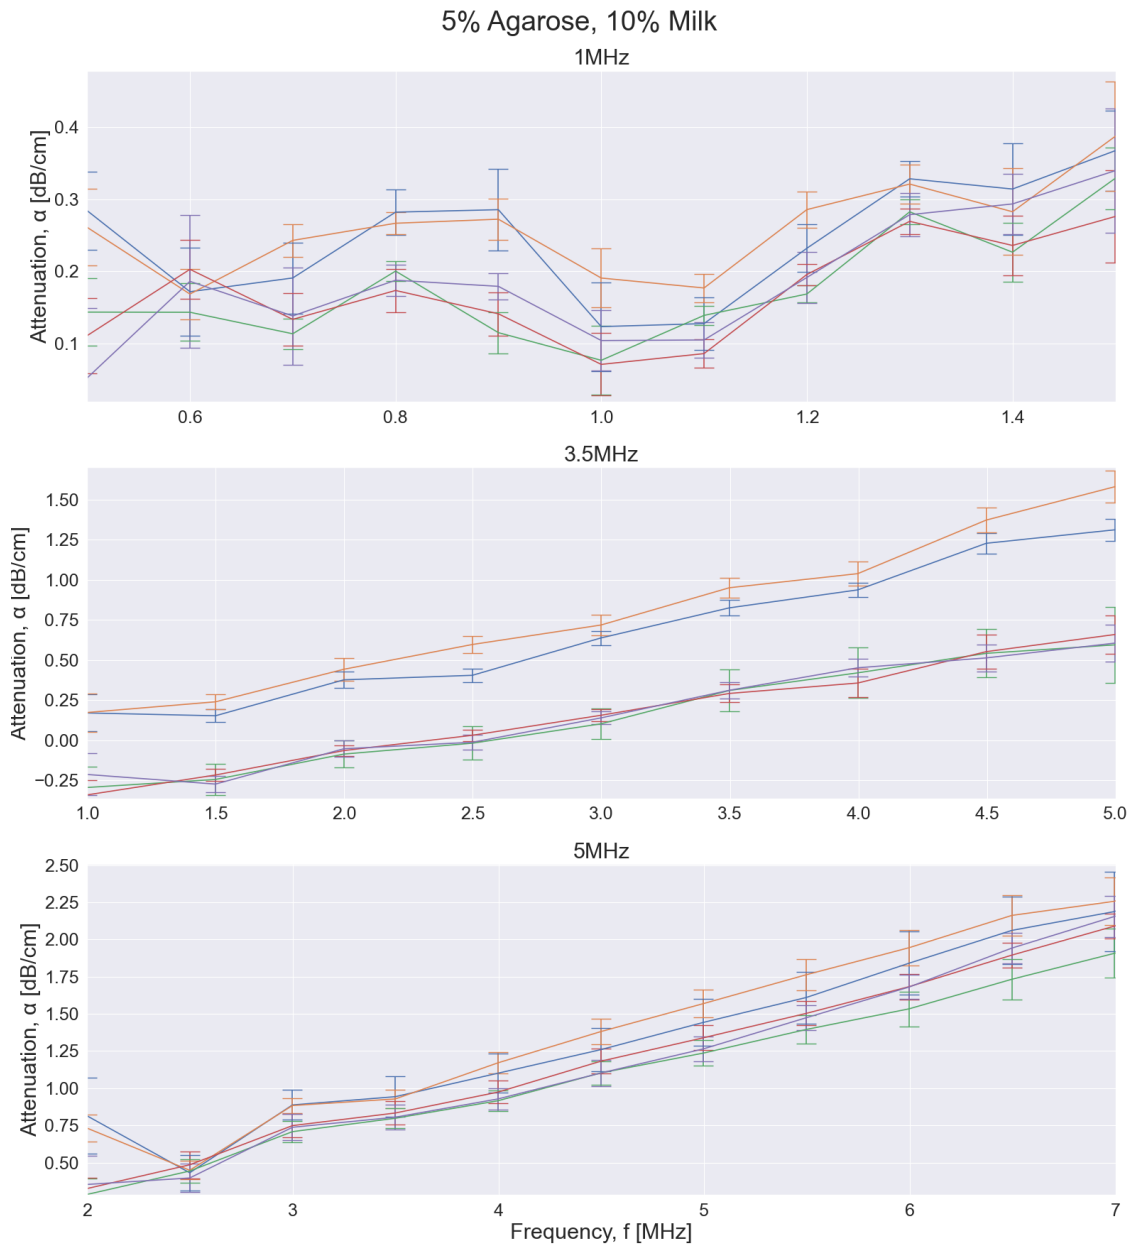 5% Agarose, 10% Milk
1MHz
Attenuation, α [dB/cm]
0.4
0.3
0.2
0.1
0.6 0.8 1.0 1.2 1.4
3.5MHz
Attenuation, α [dB/cm]
1.50
1.25
1.00
0.75
0.50
0.25
0.00
−0.25
1.0 1.5 2.0 2.5 3.0 3.5 4.0 4.5 5.0
5MHz
Attenuation, α [dB/cm]
2.50
2.25
2.00
1.75
1.50
1.25
1.00
0.75
0.50
2 3 4 5 6 7
Frequency, f [MHz]